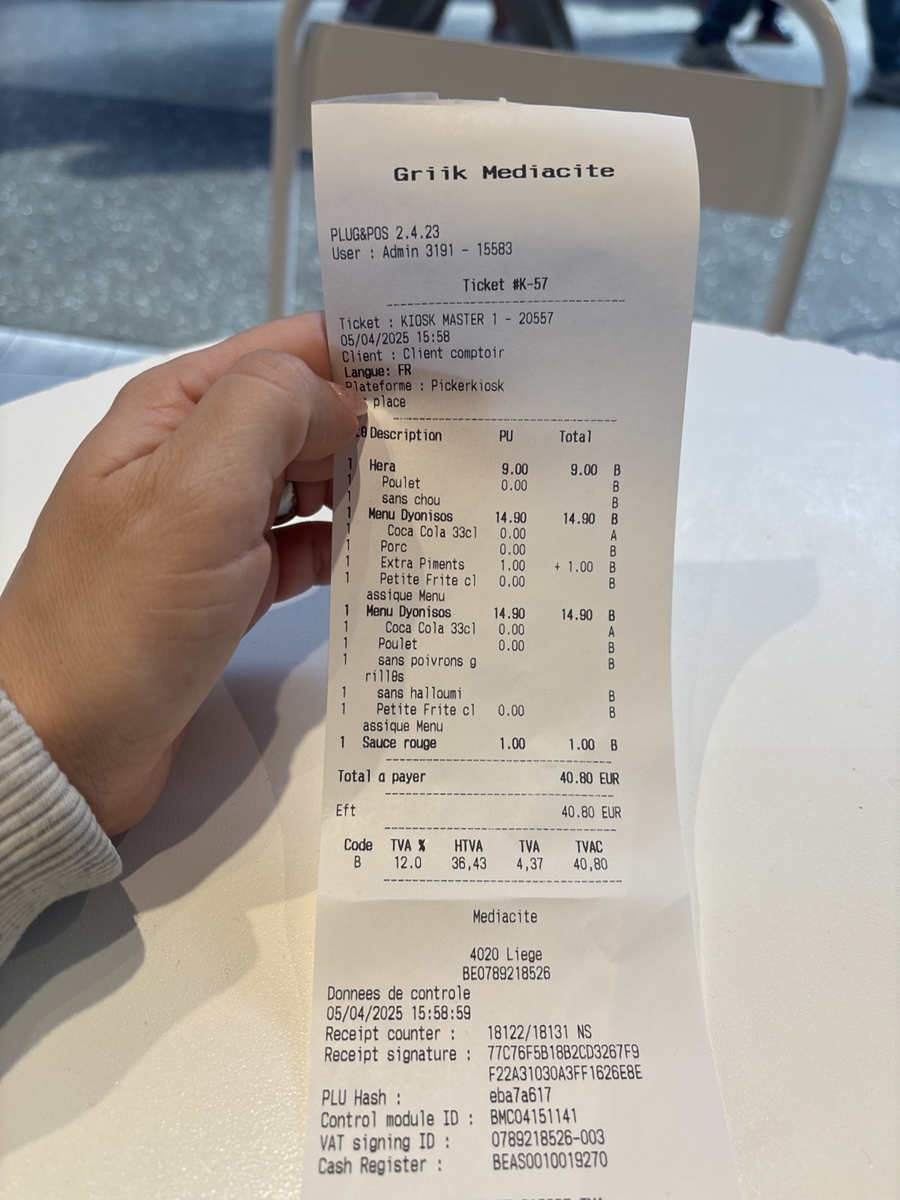 Griik Mediacite
PLUG&POS 2.4.23
User : Admin 3191 - 15583
Ticket #K-57
Ticket : KIOSK MASTER 1 - 20557
05/04/2025 15:58
Client : Client comptoir
Langue: FR
Plateforme : Pickerkiosk
place
Description PU Total
1 Hera 9.00 9.00 B
1 Poulet 0.00 B
1 sans chou B
1 Menu Dyonisos 14.90 14.90 B
1 Coca Cola 33cl 0.00 A
1 Porc 0.00 B
1 Extra Piments 1.00 + 1.00 B
1 Petite Frite cl 0.00 B
assique Menu
1 Menu Dyonisos 14.90 14.90 B
1 Coca Cola 33cl 0.00 A
1 Poulet 0.00 B
1 sans poivrons g B
rill0s
1 sans halloumi B
1 Petite Frite cl 0.00 B
assique Menu
1 Sauce rouge 1.00 1.00 B
Total a payer 40.80 EUR
Eft 40.80 EUR
Code TVA % HTVA TVA TVAC
B 12.0 36,43 4,37 40,80
Mediacite
4020 Liege
BE0789218526
Donnees de controle
05/04/2025 15:58:59
Receipt counter : 18122/18131 NS
Receipt signature : 77C76F5B18B2CD3267F9
F22A31030A3FF1626E8E
PLU Hash : eba7a617
Control module ID : BMC04151141
VAT signing ID : 0789218526-003
Cash Register : BEAS0010019270